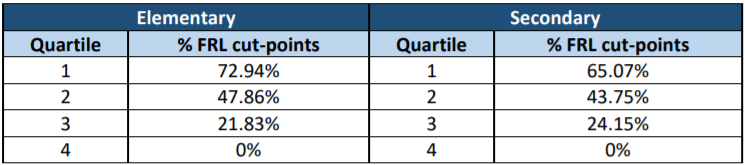 Elementary Secondary
Quartile % FRL cut-points Quartile % FRL cut-points
1 72.94% 1 65.07%
2 47.86% 2 43.75%
3 21.83% 3 24.15%
4 0% 4 0%